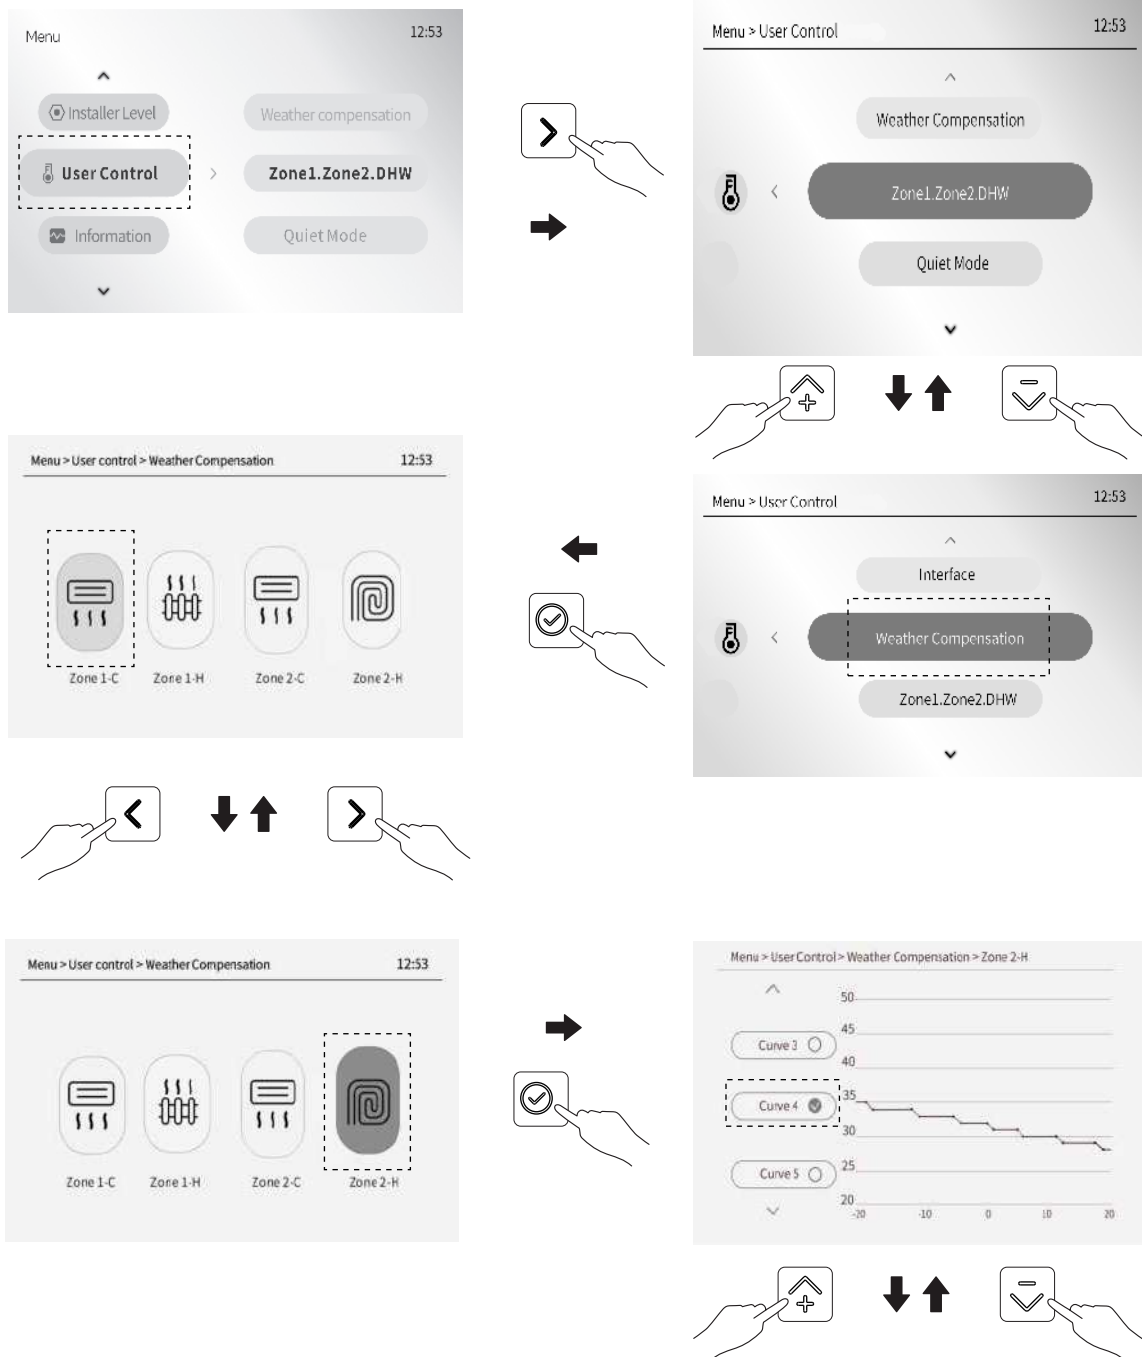 Menu
12:53
Installer Level
Weather compensation
User Control
Zone1.Zone2.DHW
Information
Quiet Mode
Menu > User Control
12:53
Weather Compensation
Zone1.Zone2.DHW
Quiet Mode
Menu > User Control
12:53
Interface
Weather Compensation
Zone1.Zone2.DHW
Menu > User control > Weather Compensation
12:53
Zone 1-C
Zone 1-H
Zone 2-C
Zone 2-H
Menu > User control > Weather Compensation
12:53
Zone 1-C
Zone 1-H
Zone 2-C
Zone 2-H
Menu > User Control > Weather Compensation > Zone 2-H
50
45
Curve 3
40
35
Curve 4
30
25
Curve 5
20
-20
-10
0
10
20